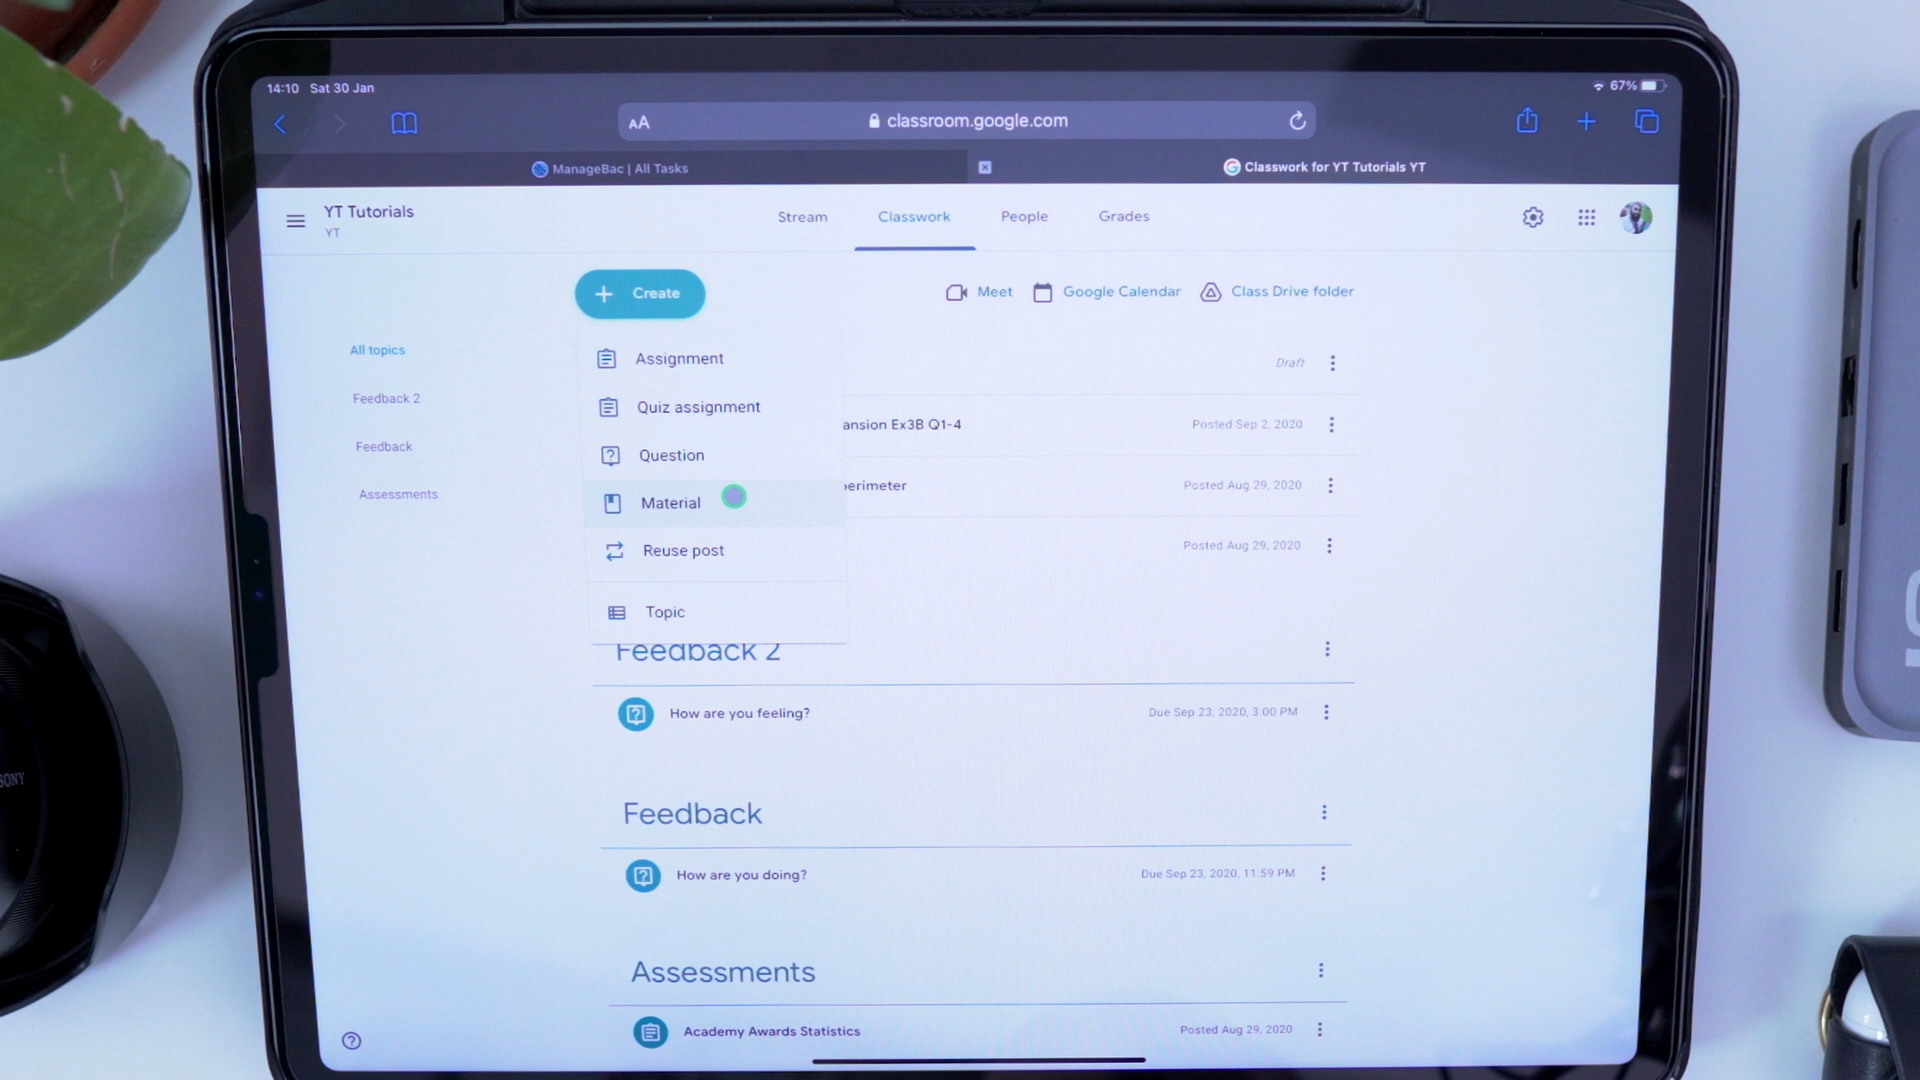 14:10 Sat 30 Jan
67%
AA
classroom.google.com
ManageBac | All Tasks
Classwork for YT Tutorials YT
YT Tutorials
YT
Stream
Classwork
People
Grades
Create
Meet
Google Calendar
Class Drive folder
All topics
Feedback 2
Feedback
Assessments
Assignment
Quiz assignment
Question
Material
Reuse post
Topic
Draft
ansion Ex3B Q1-4
Posted Sep 2, 2020
perimeter
Posted Aug 29, 2020
Posted Aug 29, 2020
Feedback 2
How are you feeling?
Due Sep 23, 2020, 3:00 PM
Feedback
How are you doing?
Due Sep 23, 2020, 11:59 PM
Assessments
Academy Awards Statistics
Posted Aug 29, 2020
SONY